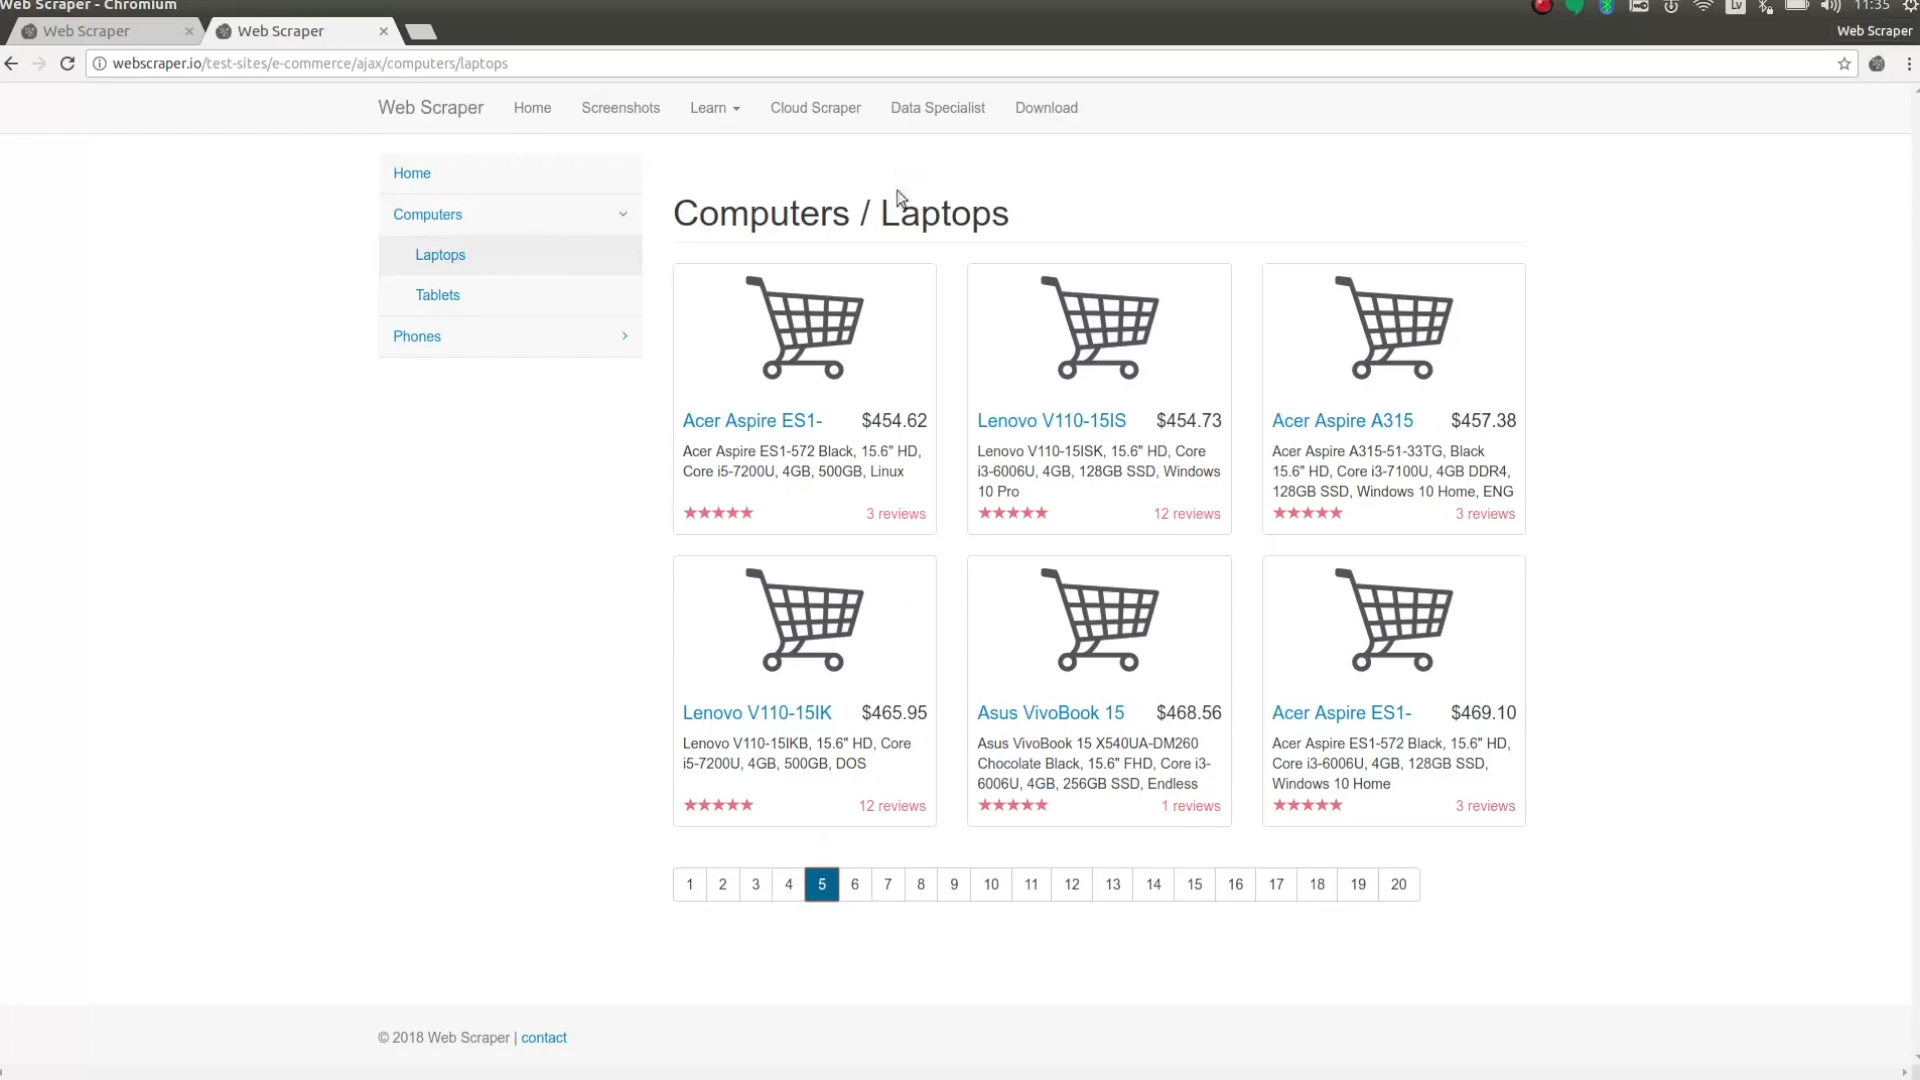 Web Scraper - Chromium
Lv
11:35
Web Scraper
Web Scraper
Web Scraper
webscraper.io/test-sites/e-commerce/ajax/computers/laptops
Web Scraper
Home
Screenshots
Learn
Cloud Scraper
Data Specialist
Download
Home
Computers
Laptops
Tablets
Phones
Computers / Laptops
Acer Aspire ES1- $454.62
Acer Aspire ES1-572 Black, 15.6" HD,
Core i5-7200U, 4GB, 500GB, Linux
3 reviews
Lenovo V110-15IS $454.73
Lenovo V110-15ISK, 15.6" HD, Core
i3-6006U, 4GB, 128GB SSD, Windows
10 Pro
12 reviews
Acer Aspire A315 $457.38
Acer Aspire A315-51-33TG, Black
15.6" HD, Core i3-7100U, 4GB DDR4,
128GB SSD, Windows 10 Home, ENG
3 reviews
Lenovo V110-15IK $465.95
Lenovo V110-15IKB, 15.6" HD, Core
i5-7200U, 4GB, 500GB, DOS
12 reviews
Asus VivoBook 15 $468.56
Asus VivoBook 15 X540UA-DM260
Chocolate Black, 15.6" FHD, Core i3-
6006U, 4GB, 256GB SSD, Endless
1 reviews
Acer Aspire ES1- $469.10
Acer Aspire ES1-572 Black, 15.6" HD,
Core i3-6006U, 4GB, 128GB SSD,
Windows 10 Home
3 reviews
1 2 3 4 5 6 7 8 9 10 11 12 13 14 15 16 17 18 19 20
© 2018 Web Scraper | contact